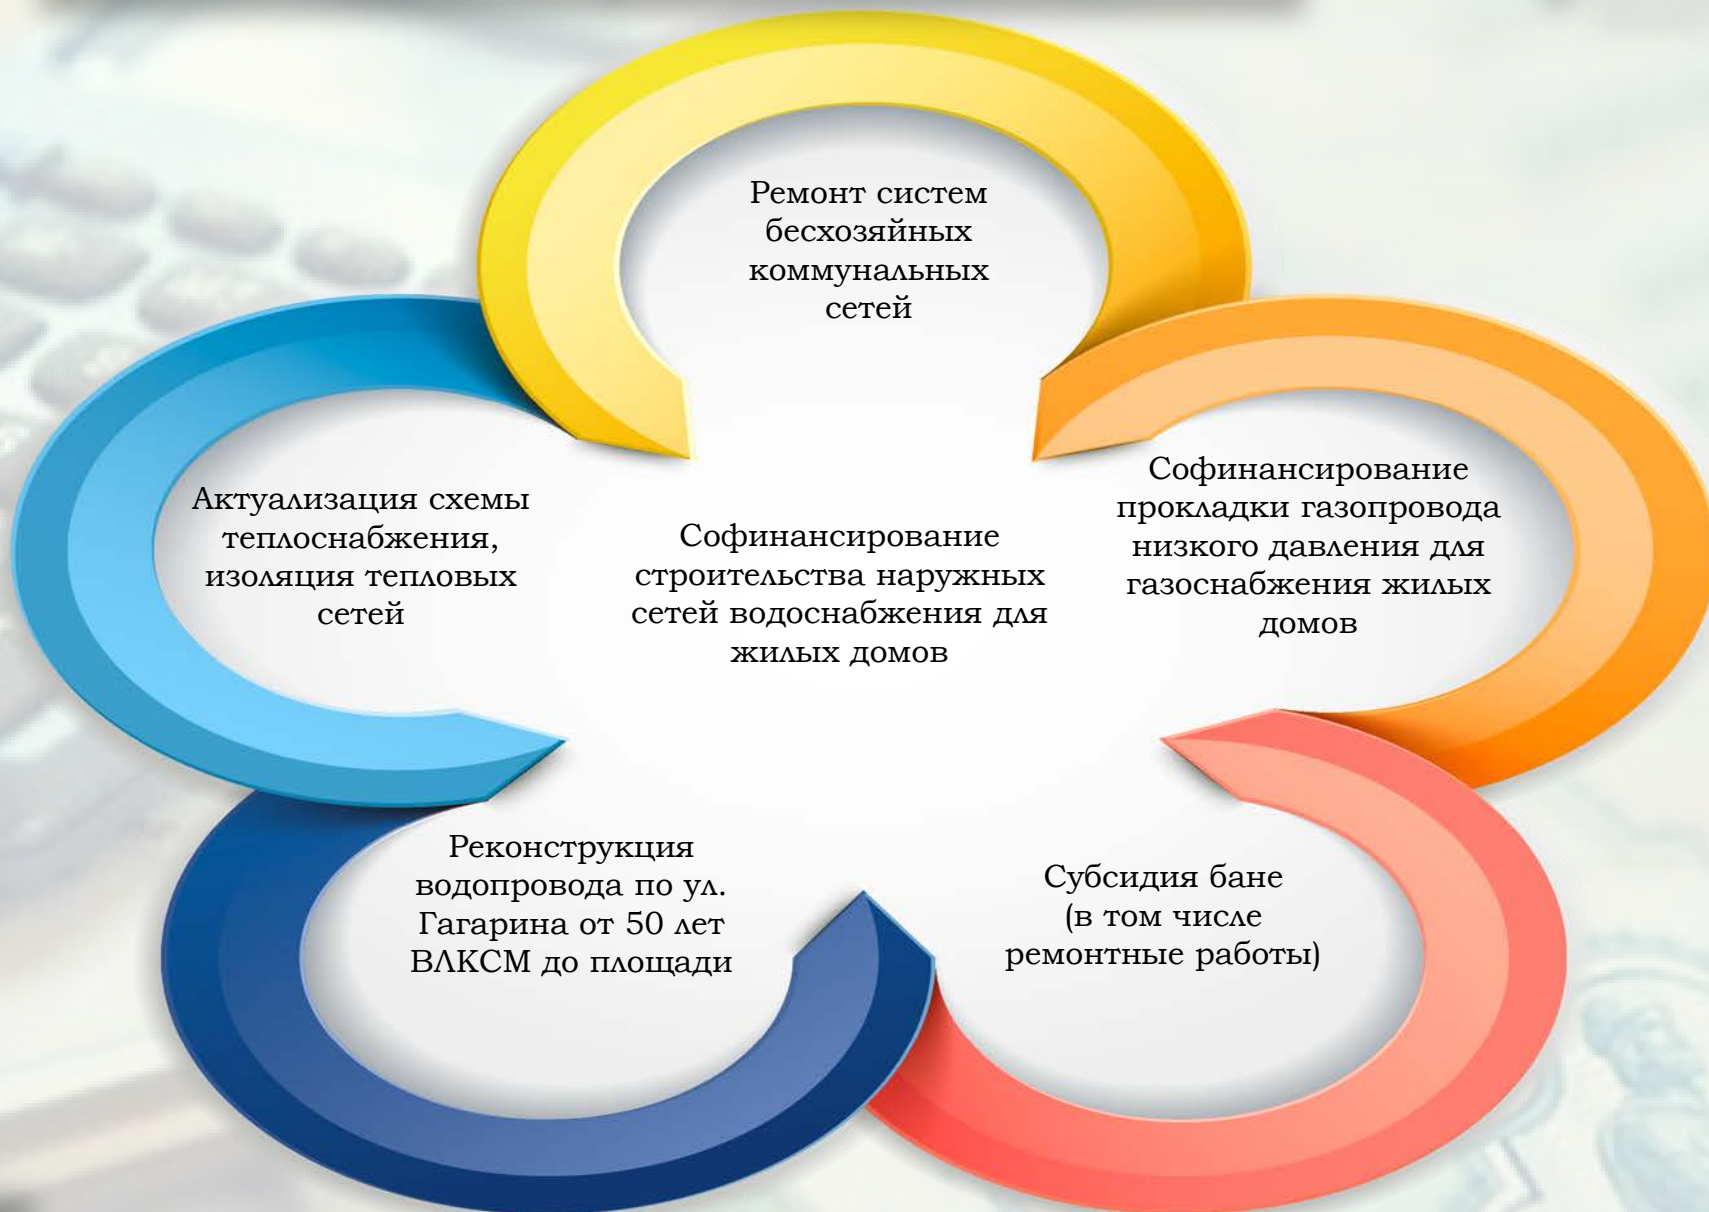 Ремонт систем
бесхозяйных
коммунальных
сетей
Актуализация схемы
теплоснабжения,
изоляция тепловых
сетей
Софинансирование
строительства наружных
сетей водоснабжения для
жилых домов
Софинансирование
прокладки газопровода
низкого давления для
газоснабжения жилых
домов
Реконструкция
водопровода по ул.
Гагарина от 50 лет
ВЛКСМ до площади
Субсидия бане
(в том числе
ремонтные работы)